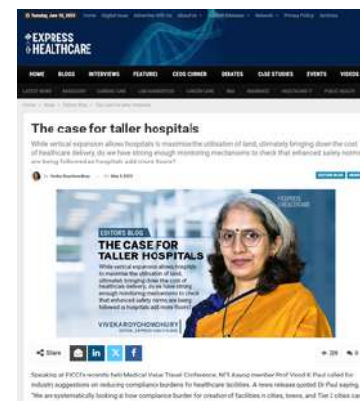 EXPRESS
HEALTHCARE
HOME BLOGS INTERVIEWS FEATURES CEOS CORNER DEBATES CASE STUDIES EVENTS VIDEOS
The case for taller hospitals
While vertical expansion allows hospitals to maximise the utilisation of land, ultimately bringing down the cost
of healthcare delivery, do we have strong enough monitoring mechanisms to check that enhanced safety norms
are being followed as hospitals add more floors?
EXPRESS
HEALTHCARE
EDITOR'S BLOG
THE CASE FOR
TALLER HOSPITALS
While vertical expansion allows hospitals
to maximise the utilisation of land,
ultimately bringing down the cost of
healthcare delivery, do we have strong
enough monitoring mechanisms to check
that enhanced safety norms are being
followed as hospitals add more floors?
VIVEKA ROYCHOWDHURY
Share
Speaking at FICCI's recently held Medical Value Travel Conference, NITI Aayog member Prof Vinod K Paul called for
industry suggestions on reducing compliance burdens for healthcare facilities. A news release quoted Dr Paul saying,
"We are systematically looking at how compliance burden for creation of facilities in cities, towns, and Tier 2 cities can